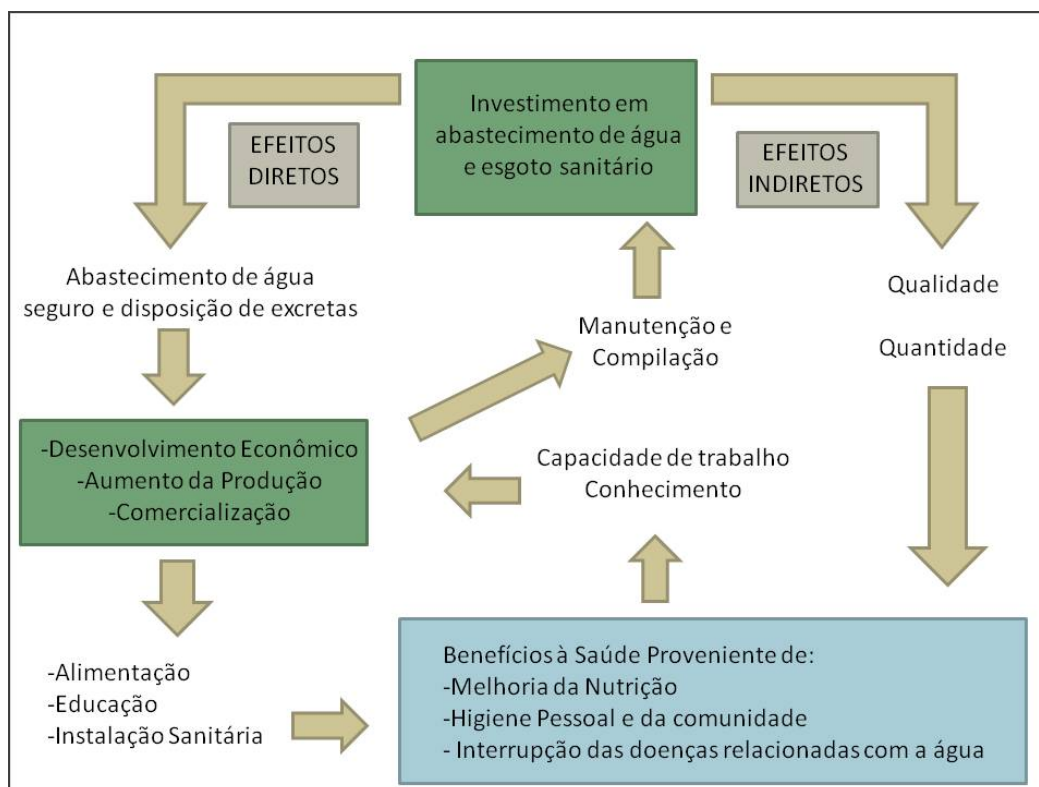 Investimento em
abastecimento de água
e esgoto sanitário
EFEITOS
DIRETOS
EFEITOS
INDIRETOS
Abastecimento de água
seguro e disposição de excretas
Qualidade
Quantidade
Manutenção e
Compilação
-Desenvolvimento Econômico
-Aumento da Produção
-Comercialização
Capacidade de trabalho
Conhecimento
-Alimentação
-Educação
-Instalação Sanitária
Benefícios à Saúde Proveniente de:
-Melhoria da Nutrição
-Higiene Pessoal e da comunidade
- Interrupção das doenças relacionadas com a água